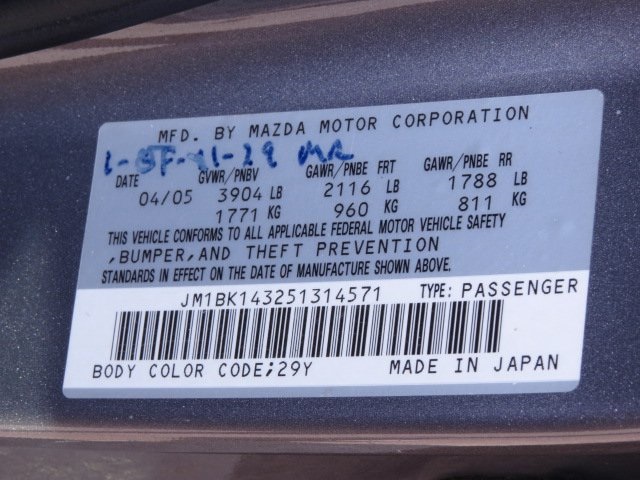 MFD. BY MAZDA MOTOR CORPORATION
DATE GVWR/PNBV GAWR/PNBE FRT GAWR/PNBE RR
04/05 3904 LB 2116 LB 1788 LB
1771 KG 960 KG 811 KG
THIS VEHICLE CONFORMS TO ALL APPLICABLE FEDERAL MOTOR VEHICLE SAFETY
,BUMPER,AND THEFT PREVENTION
STANDARDS IN EFFECT ON THE DATE OF MANUFACTURE SHOWN ABOVE.
JM1BK143251314571 TYPE: PASSENGER
BODY COLOR CODE;29Y MADE IN JAPAN